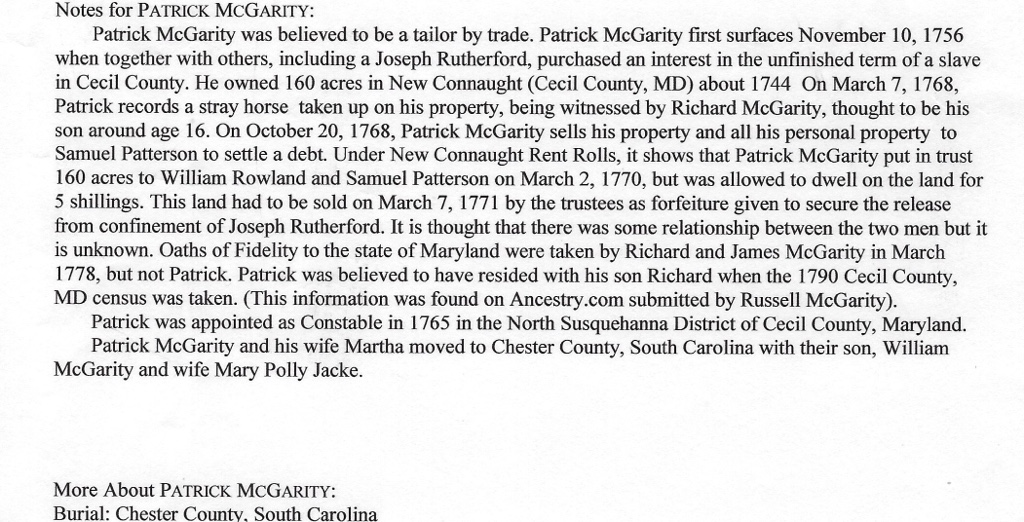 Notes for PATRICK MCGARITY:
Patrick McGarity was believed to be a tailor by trade. Patrick McGarity first surfaces November 10, 1756
when together with others, including a Joseph Rutherford, purchased an interest in the unfinished term of a slave
in Cecil County. He owned 160 acres in New Connaught (Cecil County, MD) about 1744 On March 7, 1768,
Patrick records a stray horse taken up on his property, being witnessed by Richard McGarity, thought to be his
son around age 16. On October 20, 1768, Patrick McGarity sells his property and all his personal property to
Samuel Patterson to settle a debt. Under New Connaught Rent Rolls, it shows that Patrick McGarity put in trust
160 acres to William Rowland and Samuel Patterson on March 2, 1770, but was allowed to dwell on the land for
5 shillings. This land had to be sold on March 7, 1771 by the trustees as forfeiture given to secure the release
from confinement of Joseph Rutherford. It is thought that there was some relationship between the two men but it
is unknown. Oaths of Fidelity to the state of Maryland were taken by Richard and James McGarity in March
1778, but not Patrick. Patrick was believed to have resided with his son Richard when the 1790 Cecil County,
MD census was taken. (This information was found on Ancestry.com submitted by Russell McGarity).
Patrick was appointed as Constable in 1765 in the North Susquehanna District of Cecil County, Maryland.
Patrick McGarity and his wife Martha moved to Chester County, South Carolina with their son, William
McGarity and wife Mary Polly Jacke.
More About PATRICK MCGARITY:
Burial: Chester County, South Carolina